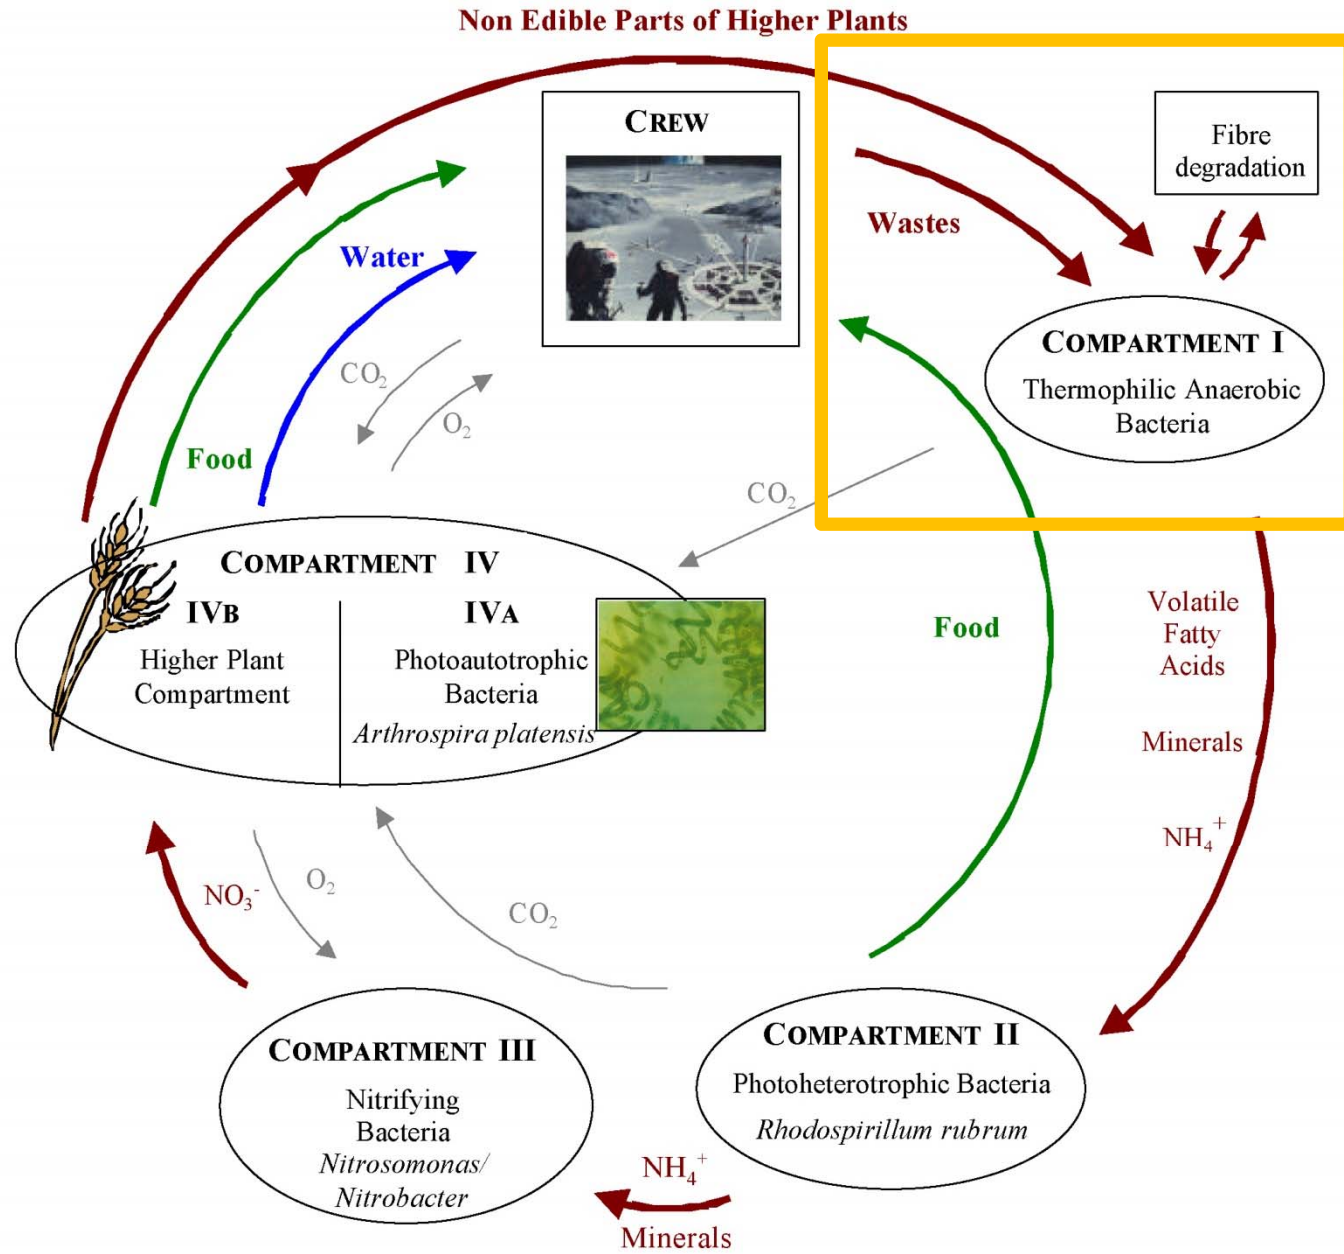 Non Edible Parts of Higher Plants
CREW
Fibre
degradation
Wastes
Water
COMPARTMENT I
Thermophilic Anaerobic
Bacteria
CO₂
O₂
Food
CO₂
COMPARTMENT IV
IVB
Higher Plant
Compartment
IVA
Photoautotrophic
Bacteria
Arthrospira platensis
Food
Volatile
Fatty
Acids
Minerals
NH₄⁺
NO₃⁻
O₂
CO₂
COMPARTMENT III
Nitrifying
Bacteria
Nitrosomonas/
Nitrobacter
COMPARTMENT II
Photoheterotrophic Bacteria
Rhodospirillum rubrum
NH₄⁺
Minerals